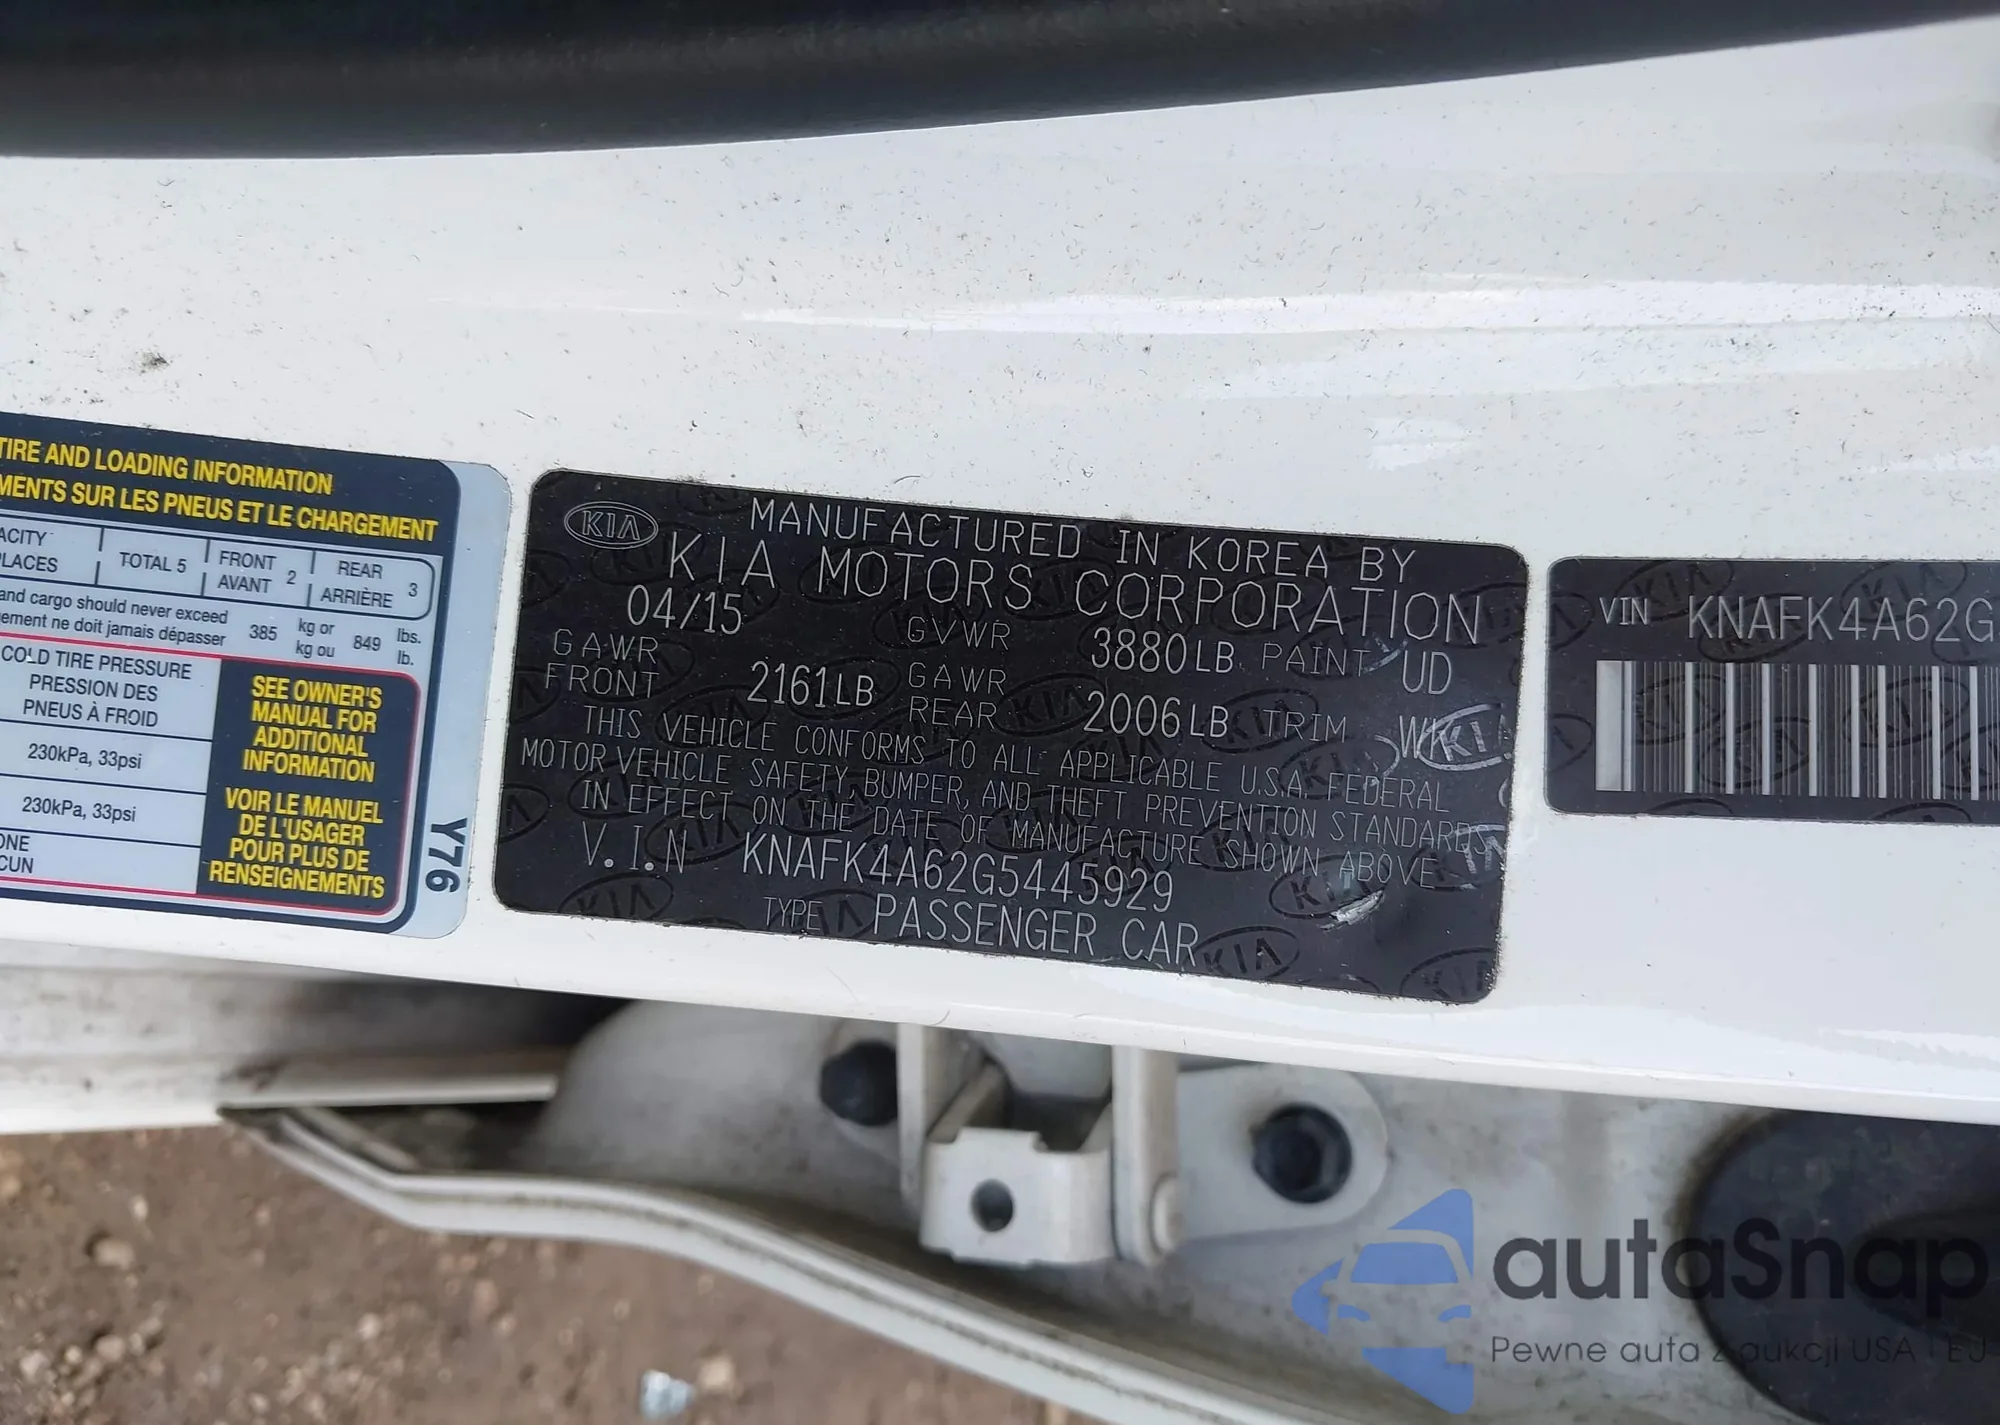 TIRE AND LOADING INFORMATION
MENTS SUR LES PNEUS ET LE CHARGEMENT
ACITY
LACES
TOTAL 5
FRONT
AVANT
2
REAR
ARRIÈRE
3
and cargo should never exceed
gement ne doit jamais dépasser
385
kg or
kg ou
849
lbs.
lb.
COLD TIRE PRESSURE
PRESSION DES
PNEUS À FROID
230kPa, 33psi
230kPa, 33psi
ONE
CUN
SEE OWNER'S
MANUAL FOR
ADDITIONAL
INFORMATION
VOIR LE MANUEL
DE L'USAGER
POUR PLUS DE
RENSEIGNEMENTS
Y76
KIA
MANUFACTURED IN KOREA BY
KIA MOTORS CORPORATION
04/15 GVWR 3880LB PAINT UD
GAWR FRONT 2161LB GAWR REAR 2006LB TRIM WK
THIS VEHICLE CONFORMS TO ALL APPLICABLE U.S.A. FEDERAL
MOTOR VEHICLE SAFETY, BUMPER, AND THEFT PREVENTION STANDARDS
IN EFFECT ON THE DATE OF MANUFACTURE SHOWN ABOVE.
V.I.N KNAFK4A62G5445929
TYPE PASSENGER CAR
VIN KNAFK4A62G
autaSnap
Pewne auta z aukcji USA i EU